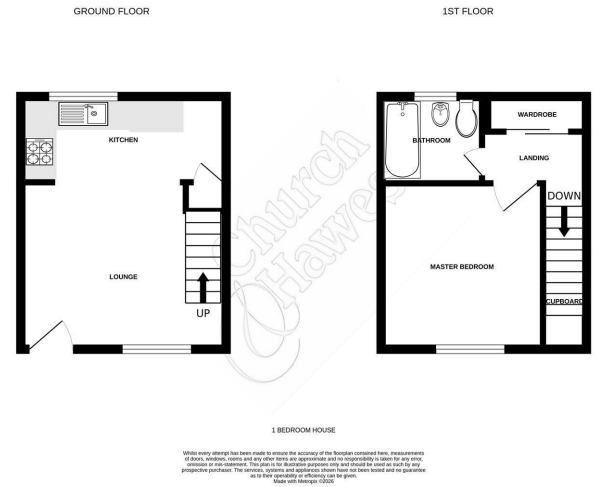 GROUND FLOOR
1ST FLOOR
KITCHEN
LOUNGE
UP
BATHROOM
WARDROBE
LANDING
DOWN
MASTER BEDROOM
CUPBOARD
Church
& Hawes
1 BEDROOM HOUSE
Whilst every attempt has been made to ensure the accuracy of the floorplan contained here, measurements
of doors, windows, rooms and any other items are approximate and no responsibility is taken for any error,
omission or mis-statement. This plan is for illustrative purposes only and should be used as such by any
prospective purchaser. The services, systems and appliances shown have not been tested and no guarantee
as to their operability or efficiency can be given.
Made with Metropix ©2026